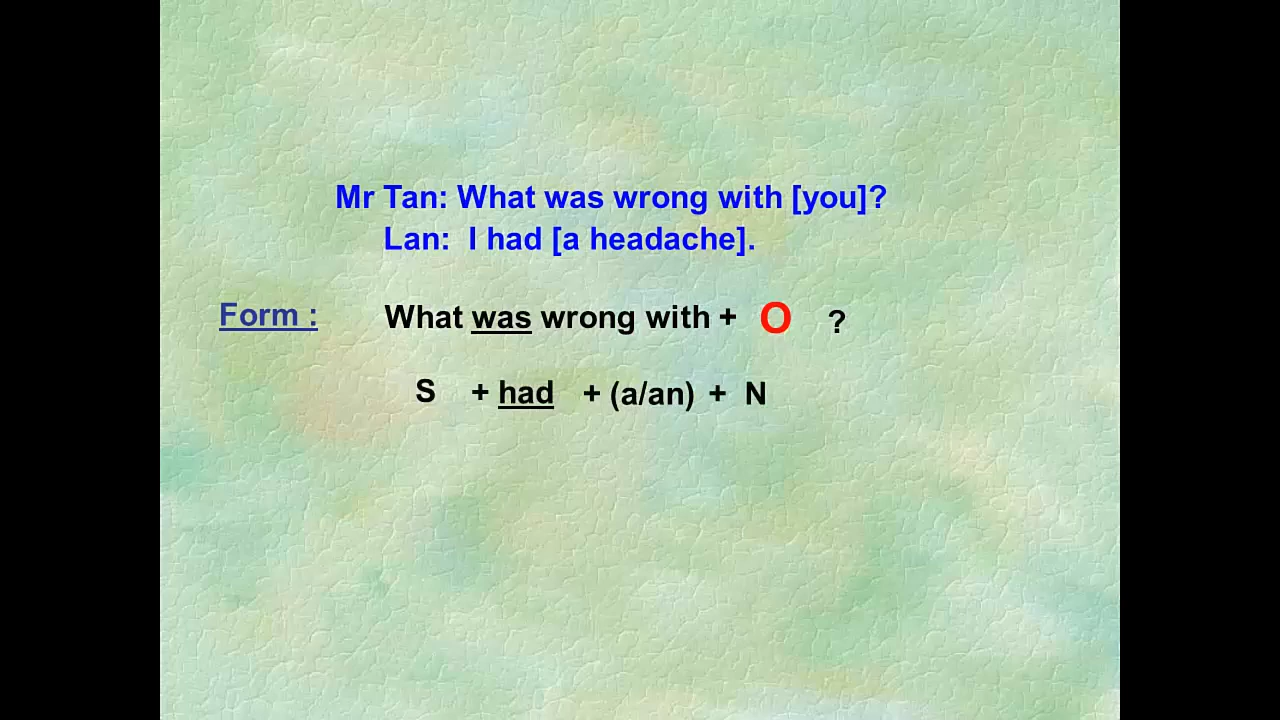 Mr Tan: What was wrong with [you]?
Lan: I had [a headache].
Form : What was wrong with + O ?
S + had + (a/an) + N